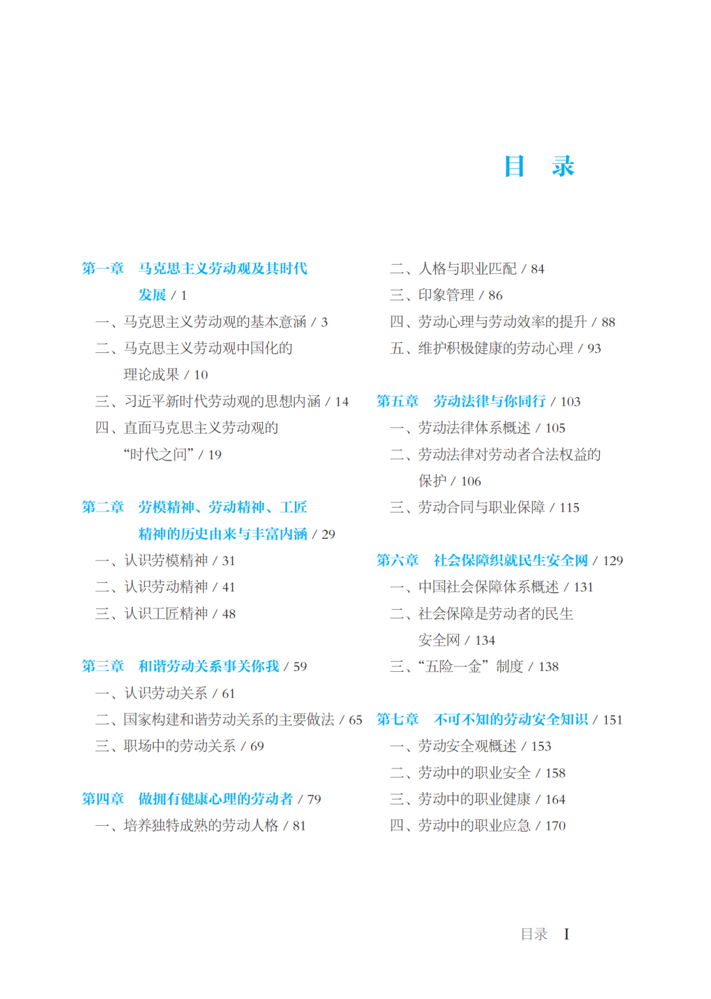 目 录
第一章 马克思主义劳动观及其时代
发展 / 1
一、马克思主义劳动观的基本意涵 / 3
二、马克思主义劳动观中国化的
理论成果 / 10
三、习近平新时代劳动观的思想内涵 / 14
四、直面马克思主义劳动观的
“时代之问” / 19
第二章 劳模精神、劳动精神、工匠
精神的历史由来与丰富内涵 / 29
一、认识劳模精神 / 31
二、认识劳动精神 / 41
三、认识工匠精神 / 48
第三章 和谐劳动关系事关你我 / 59
一、认识劳动关系 / 61
二、国家构建和谐劳动关系的主要做法 / 65
三、职场中的劳动关系 / 69
第四章 做拥有健康心理的劳动者 / 79
一、培养独特成熟的劳动人格 / 81
二、人格与职业匹配 / 84
三、印象管理 / 86
四、劳动心理与劳动效率的提升 / 88
五、维护积极健康的劳动心理 / 93
第五章 劳动法律与你同行 / 103
一、劳动法律体系概述 / 105
二、劳动法律对劳动者合法权益的
保护 / 106
三、劳动合同与职业保障 / 115
第六章 社会保障织就民生安全网 / 129
一、中国社会保障体系概述 / 131
二、社会保障是劳动者的民生
安全网 / 134
三、“五险一金”制度 / 138
第七章 不可不知的劳动安全知识 / 151
一、劳动安全观概述 / 153
二、劳动中的职业安全 / 158
三、劳动中的职业健康 / 164
四、劳动中的职业应急 / 170
目录 I